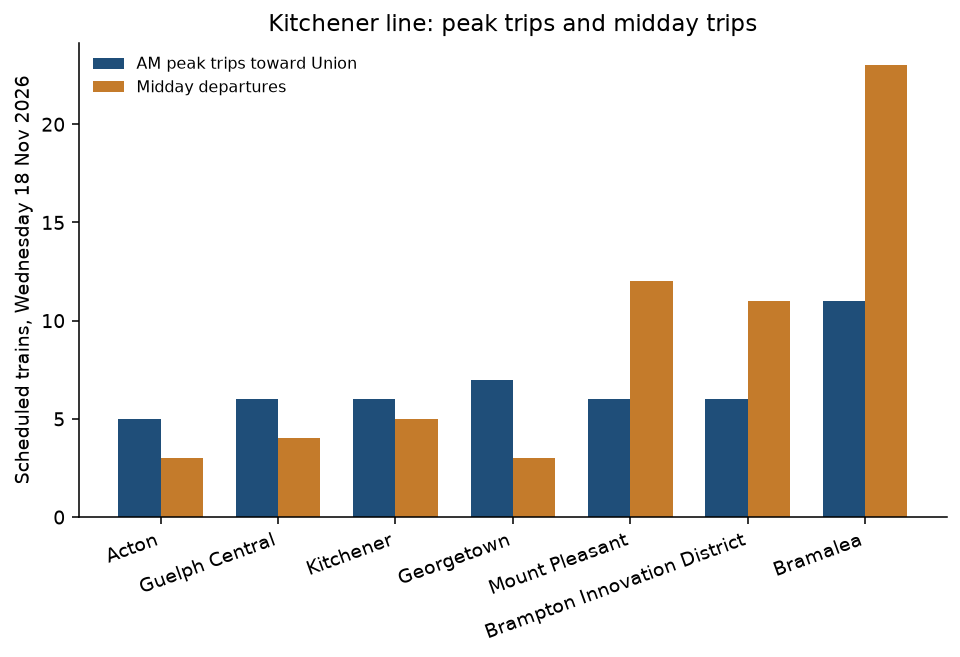 Kitchener line: peak trips and midday trips
AM peak trips toward Union
Midday departures
Scheduled trains, Wednesday 18 Nov 2026
20
15
10
5
0
Acton
Guelph Central
Kitchener
Georgetown
Mount Pleasant
Brampton Innovation District
Bramalea